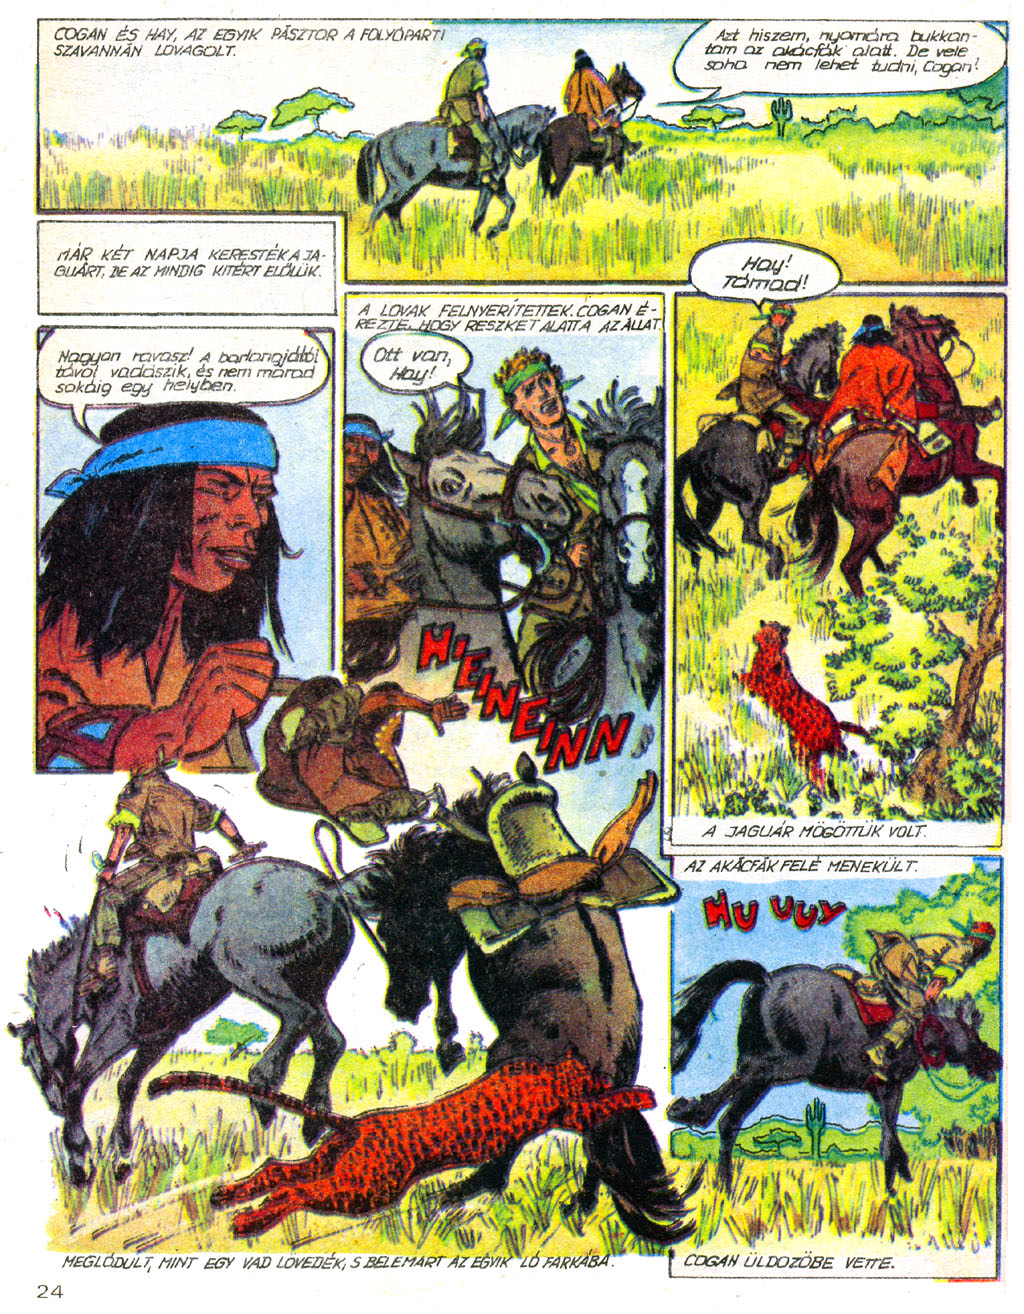 COGAN ÉS HAY, AZ EGYIK PÁSZTOR A FOLYÓPARTI
SZAVANNÁN LOVAGOLT.
Azt hiszem, nyomára bukkan-
tam az akácfák alatt. De vele
soha nem lehet tudni, Cogan!
MÁR KÉT NAPJA KERESTÉK A JA-
GUÁRT, DE AZ MINDIG KITÉRT ELŐLÜK.
Nagyon ravasz! A barlangjától
távol vadászik, és nem marad
sokáig egy helyben.
A LOVAK FELNYERÍTETTEK. COGAN É-
REZTE, HOGY RESZKET ALATTA AZ ÁLLAT.
Ott van,
Hay!
HIEINEINN
Hay!
Támad!
A JAGUÁR MÖGÖTTÜK VOLT.
MEGLÓDULT, MINT EGY VAD LÖVEDÉK, S BELEMART AZ EGYIK LÓ FARKÁBA.
AZ AKÁCFÁK FELÉ MENEKÜLT.
HU UUY
COGAN ÜLDÖZŐBE VETTE.
24